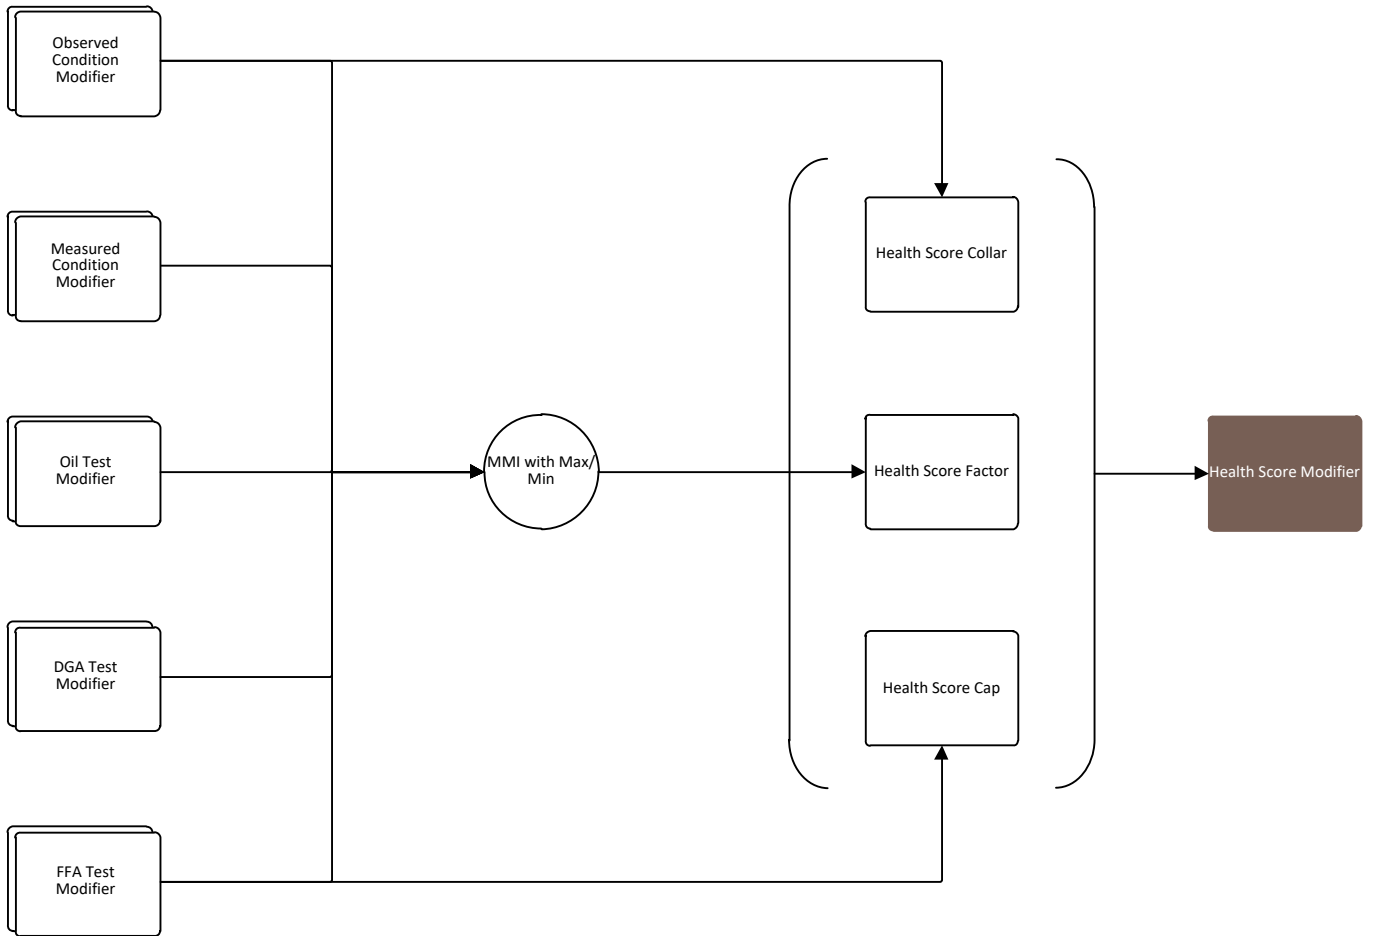 Observed
Condition
Modifier
Measured
Condition
Modifier
Oil Test
Modifier
DGA Test
Modifier
FFA Test
Modifier
MMI with Max/
Min
Health Score Collar
Health Score Factor
Health Score Cap
Health Score Modifier